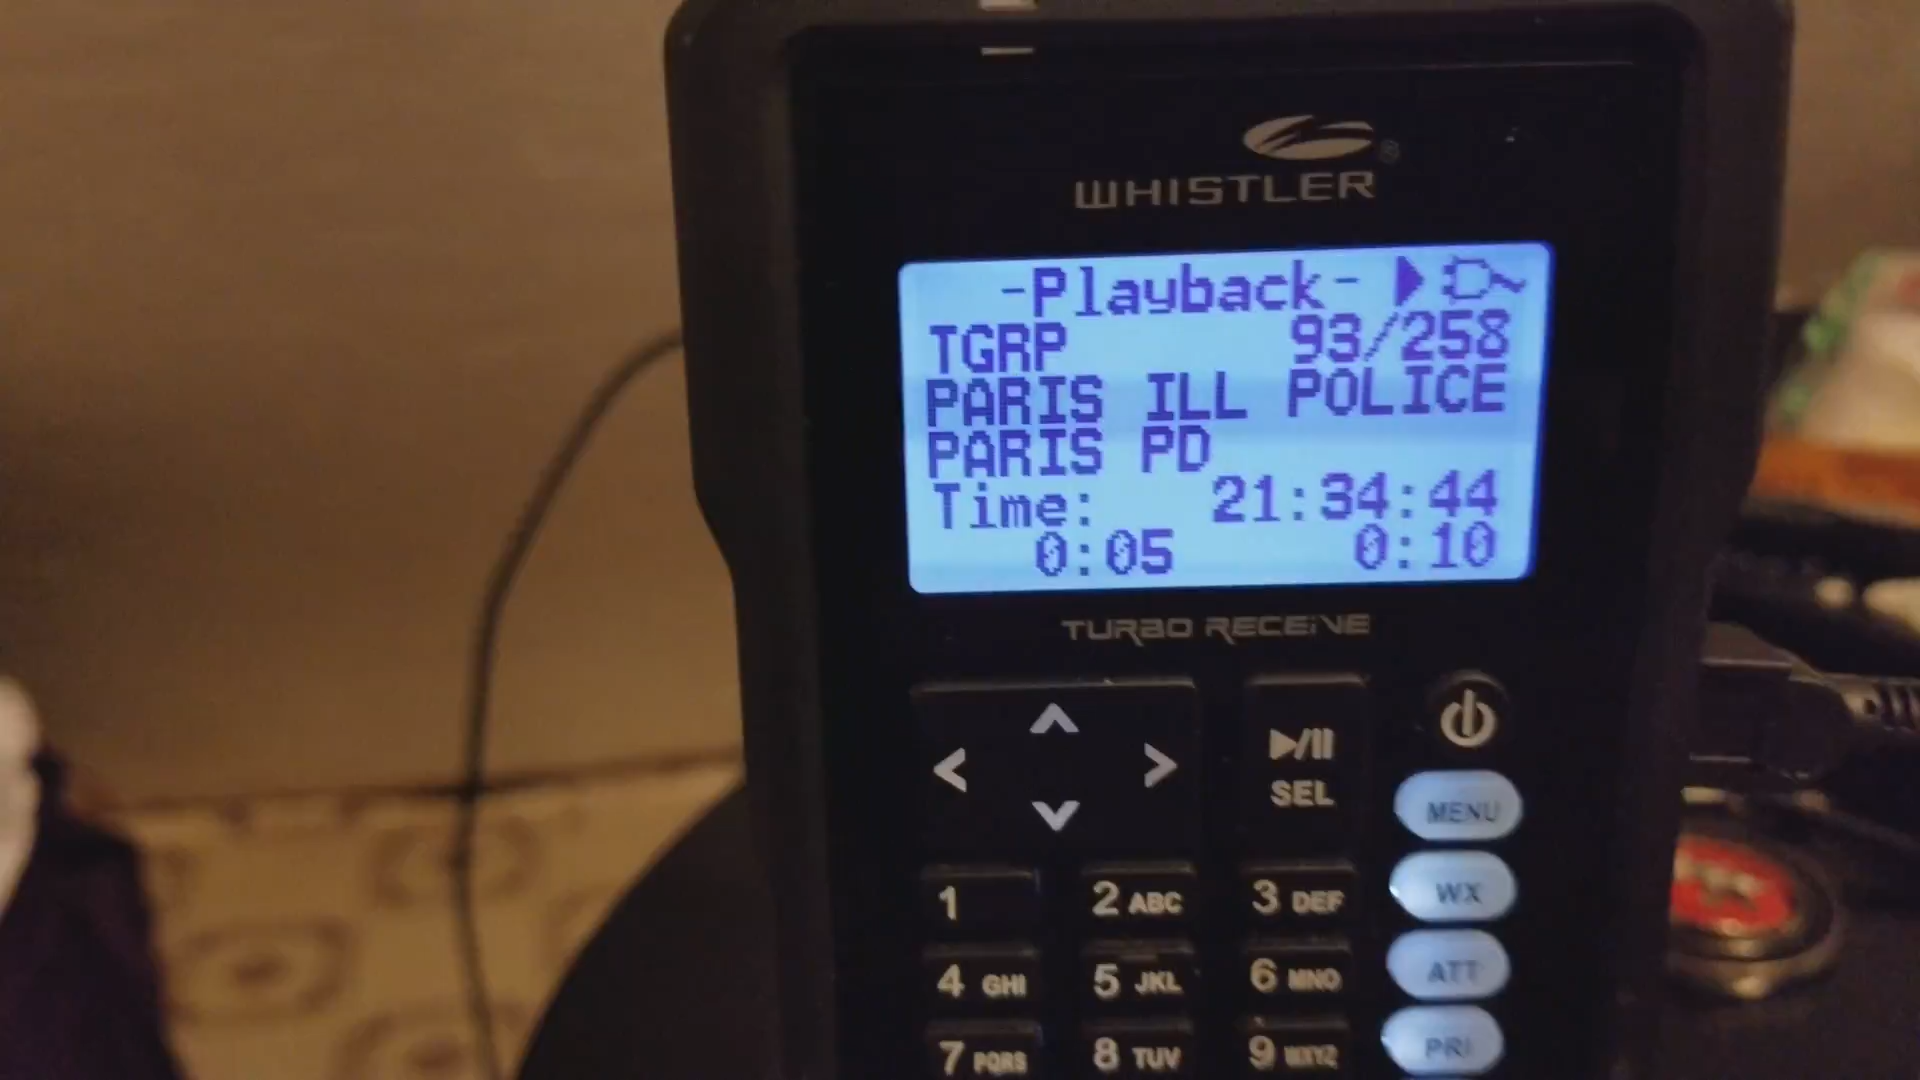 WHISTLER
-Playback-
TGRP 93/258
PARIS ILL POLICE
PARIS PD
Time: 21:34:44
0:05 0:10
TURBO RECEIVE
SEL
MENU
1 2 ABC 3 DEF WX
4 GHI 5 JKL 6 MNO ATT
7 PQRS 8 TUV 9 WXYZ PRI